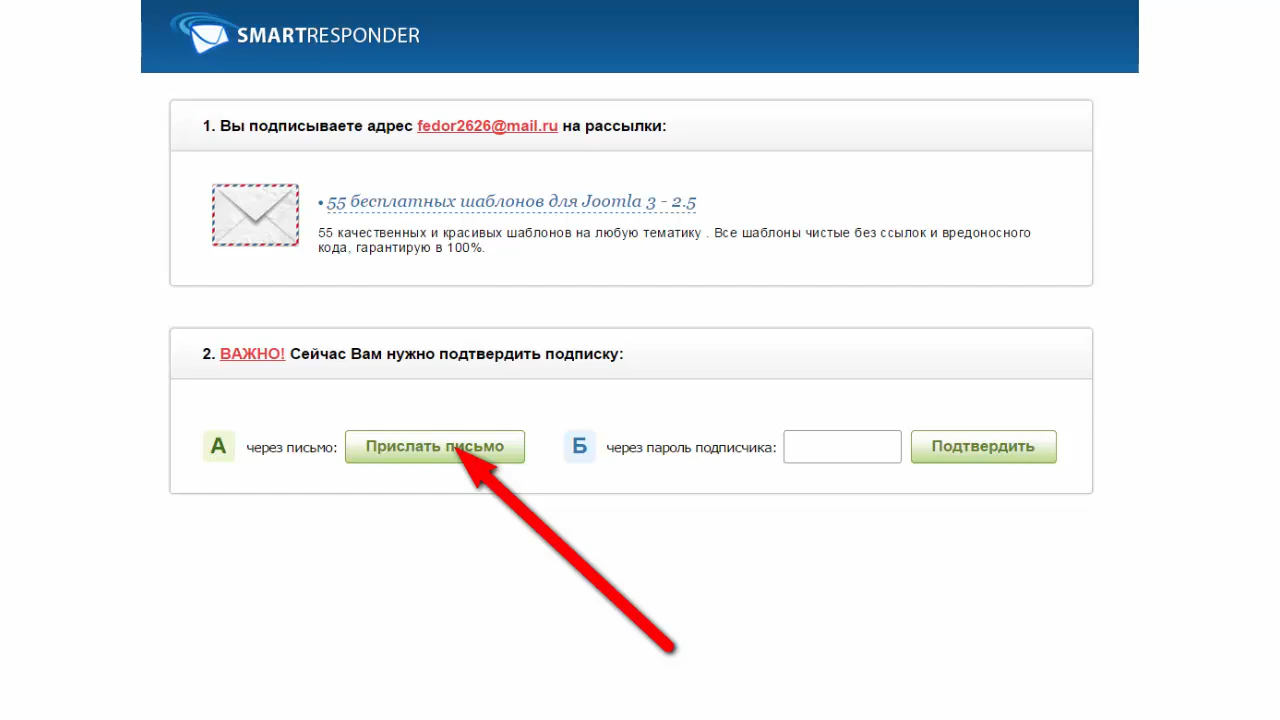 SMARTRESPONDER
1. Вы подписываете адрес fedor2626@mail.ru на рассылки:
• 55 бесплатных шаблонов для Joomla 3 - 2.5
55 качественных и красивых шаблонов на любую тематику . Все шаблоны чистые без ссылок и вредоносного
кода, гарантирую в 100%.
2. ВАЖНО! Сейчас Вам нужно подтвердить подписку:
А через письмо: Прислать письмо Б через пароль подписчика: Подтвердить